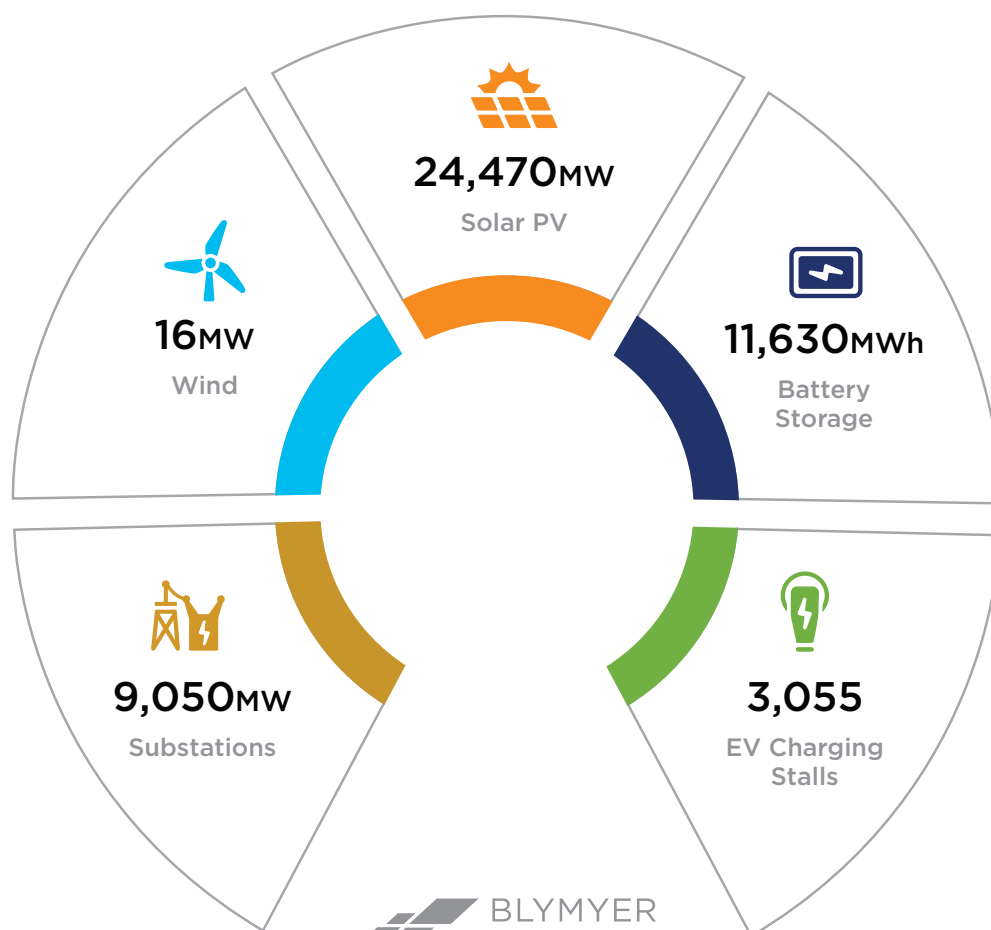 24,470MW
Solar PV
16MW
Wind
11,630MWh
Battery
Storage
9,050MW
Substations
3,055
EV Charging
Stalls
BLYMYER